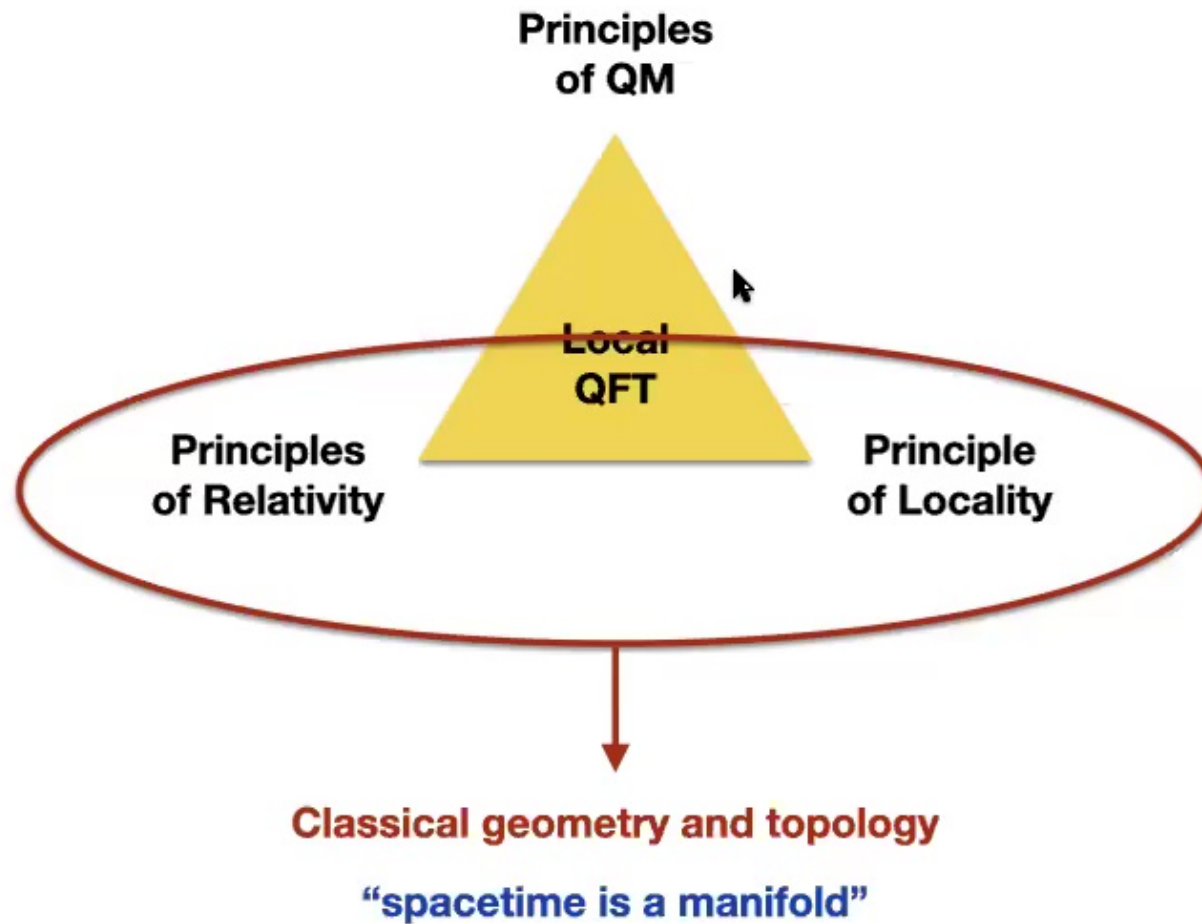 Principles
of QM
Local
QFT
Principles
of Relativity
Principle
of Locality
Classical geometry and topology
“spacetime is a manifold”